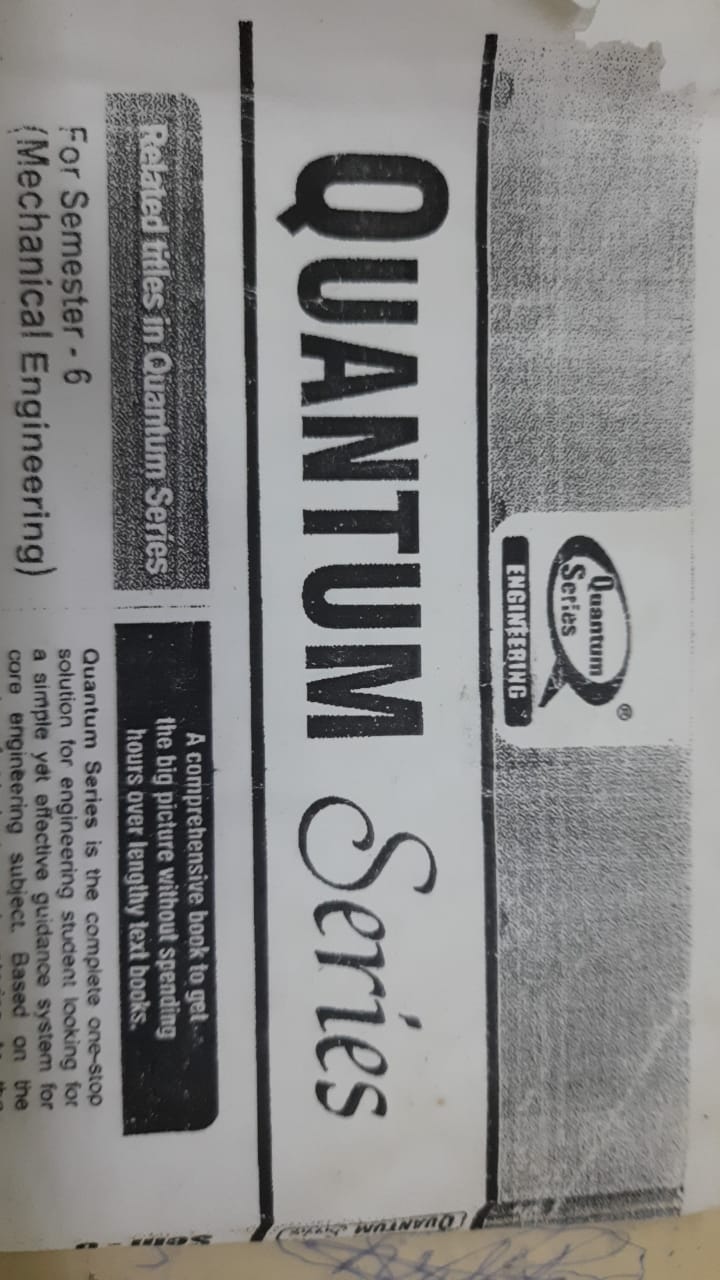 Quantum
Series
®
ENGINEERING
QUANTUM Series
Related titles in Quantum Series
For Semester - 6
(Mechanical Engineering)
A comprehensive book to get
the big picture without spending
hours over lengthy text books.
Quantum Series is the complete one-stop
solution for engineering student looking for
a simple yet effective guidance system for
core engineering subject. Based on the
QUANTUM Series